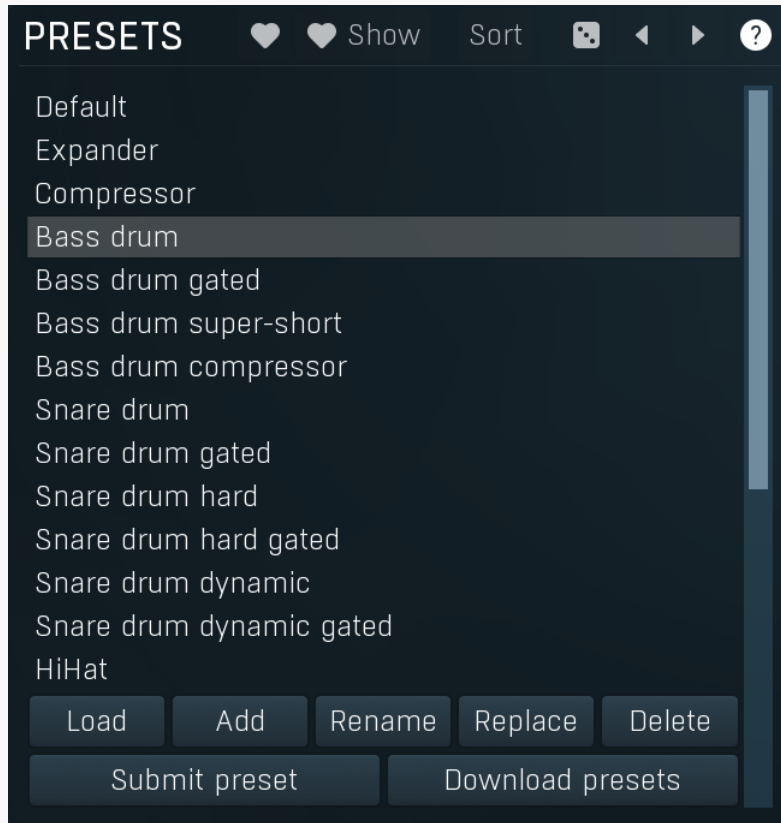 PRESETS Show Sort ?
Default
Expander
Compressor
Bass drum
Bass drum gated
Bass drum super-short
Bass drum compressor
Snare drum
Snare drum gated
Snare drum hard
Snare drum hard gated
Snare drum dynamic
Snare drum dynamic gated
HiHat
Load Add Rename Replace Delete
Submit preset Download presets